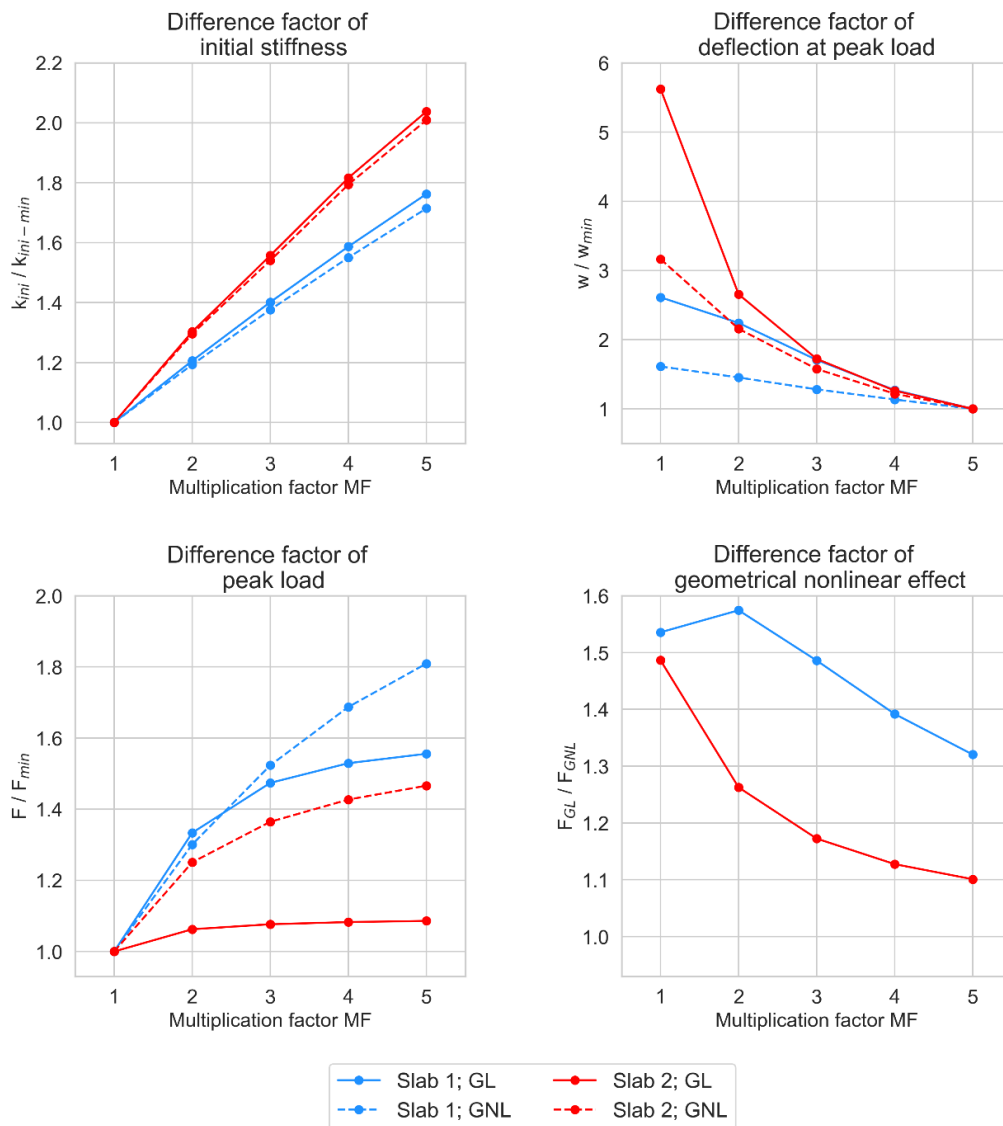 Difference factor of
initial stiffness
2.2
2.0
1.8
1.6
1.4
1.2
1.0
k_ini / k_ini−min
1 2 3 4 5
Multiplication factor MF
Difference factor of
deflection at peak load
6
5
4
3
2
1
w / w_min
1 2 3 4 5
Multiplication factor MF
Difference factor of
peak load
2.0
1.8
1.6
1.4
1.2
1.0
F / F_min
1 2 3 4 5
Multiplication factor MF
Difference factor of
geometrical nonlinear effect
1.6
1.5
1.4
1.3
1.2
1.1
1.0
F_GL / F_GNL
1 2 3 4 5
Multiplication factor MF
Slab 1; GL
Slab 1; GNL
Slab 2; GL
Slab 2; GNL